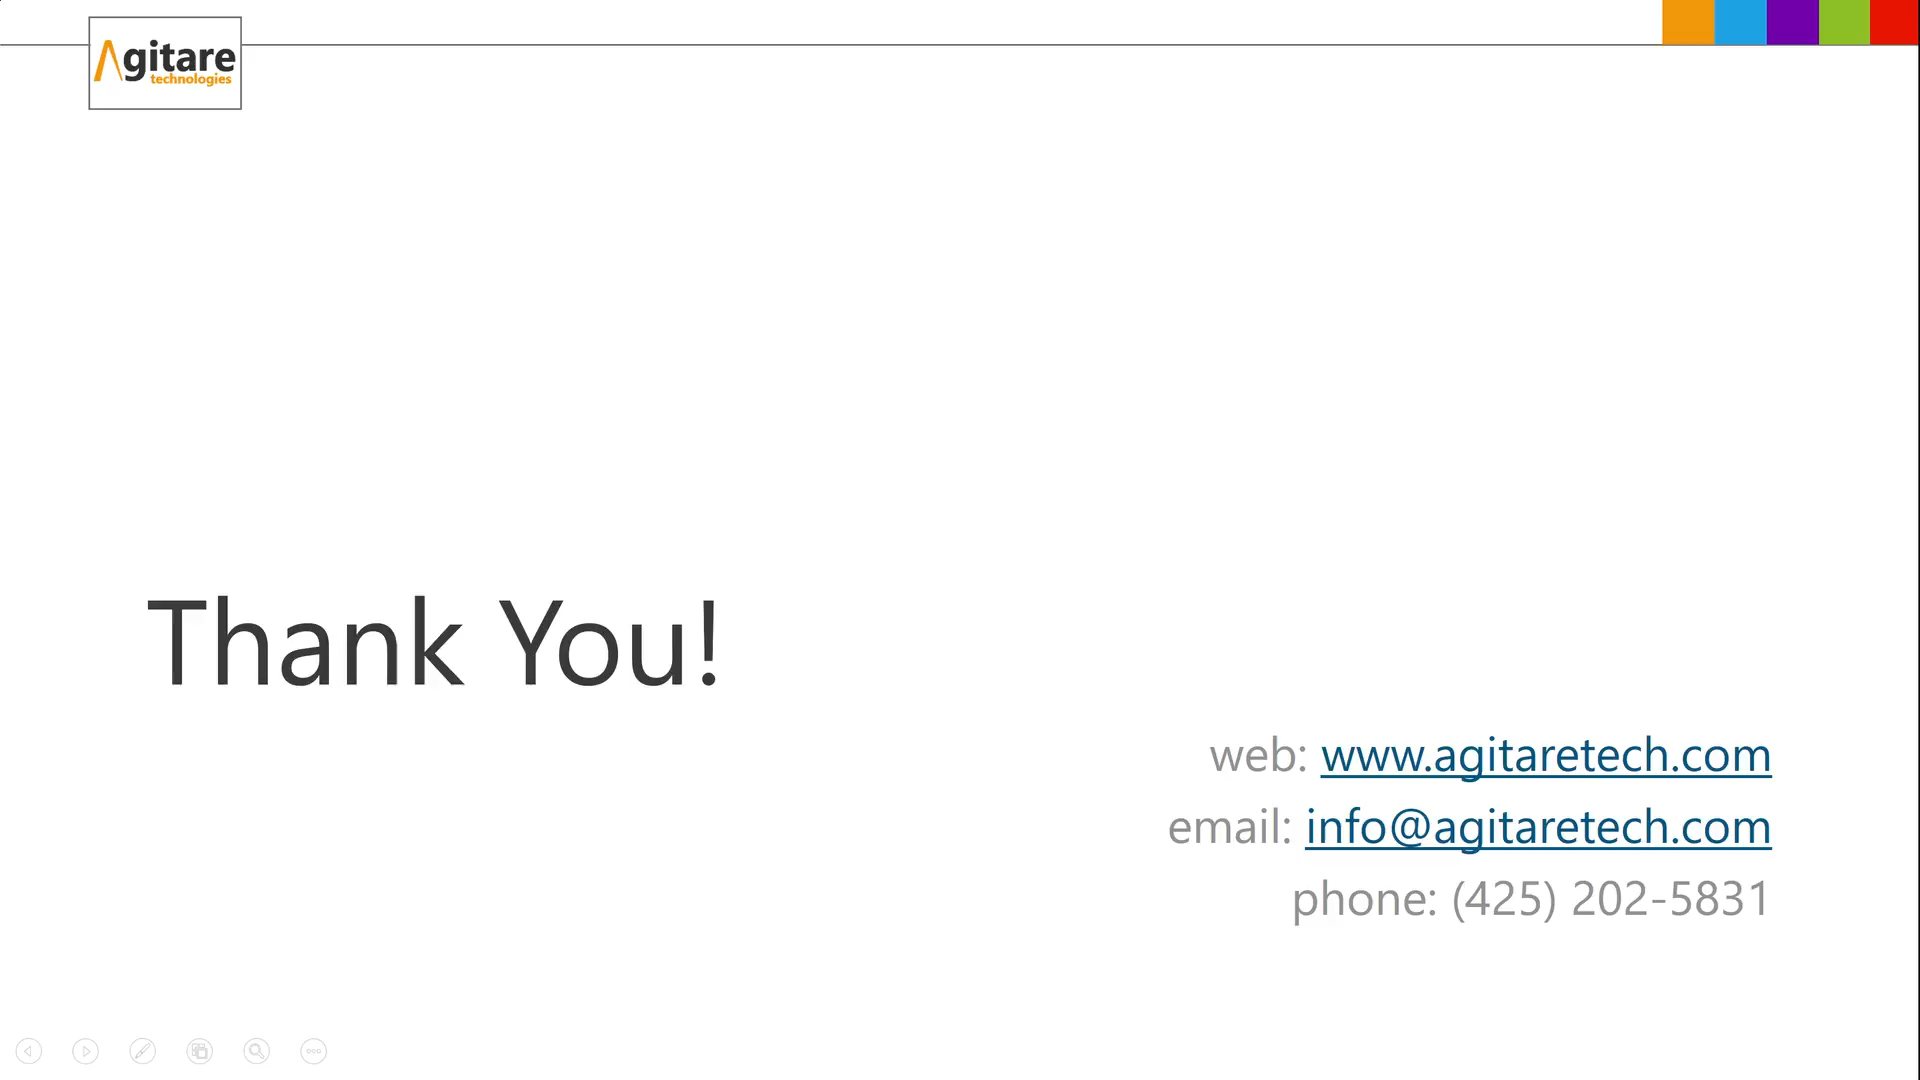 Agitare
technologies
Thank You!
web: www.agitaretech.com
email: info@agitaretech.com
phone: (425) 202-5831